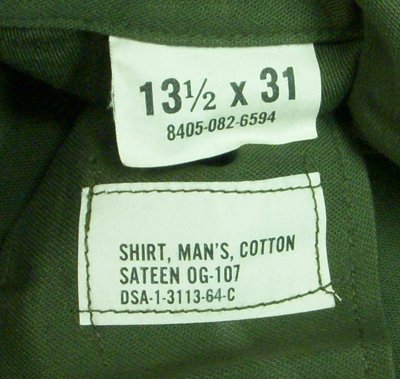 13½ x 31
8405-082-6594
SHIRT, MAN'S, COTTON
SATEEN OG-107
DSA-1-3113-64-C